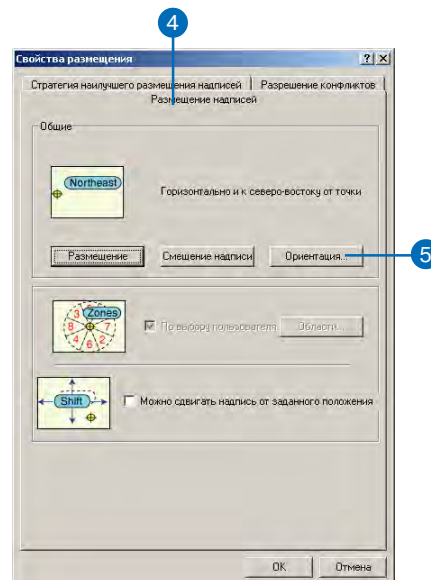 4
Свойства размещения
Стратегия наилучшего размещения надписей
Разрешение конфликтов
Размещение надписей
Общие
Northeast
Горизонтально и к северо-востоку от точки
Размещение
Смещение надписи
Ориентация...
5
Zones
3
8
7
4
6
2
По выбору пользователя
Области...
Shift
Можно сдвигать надпись от заданного положения
OK
Отмена